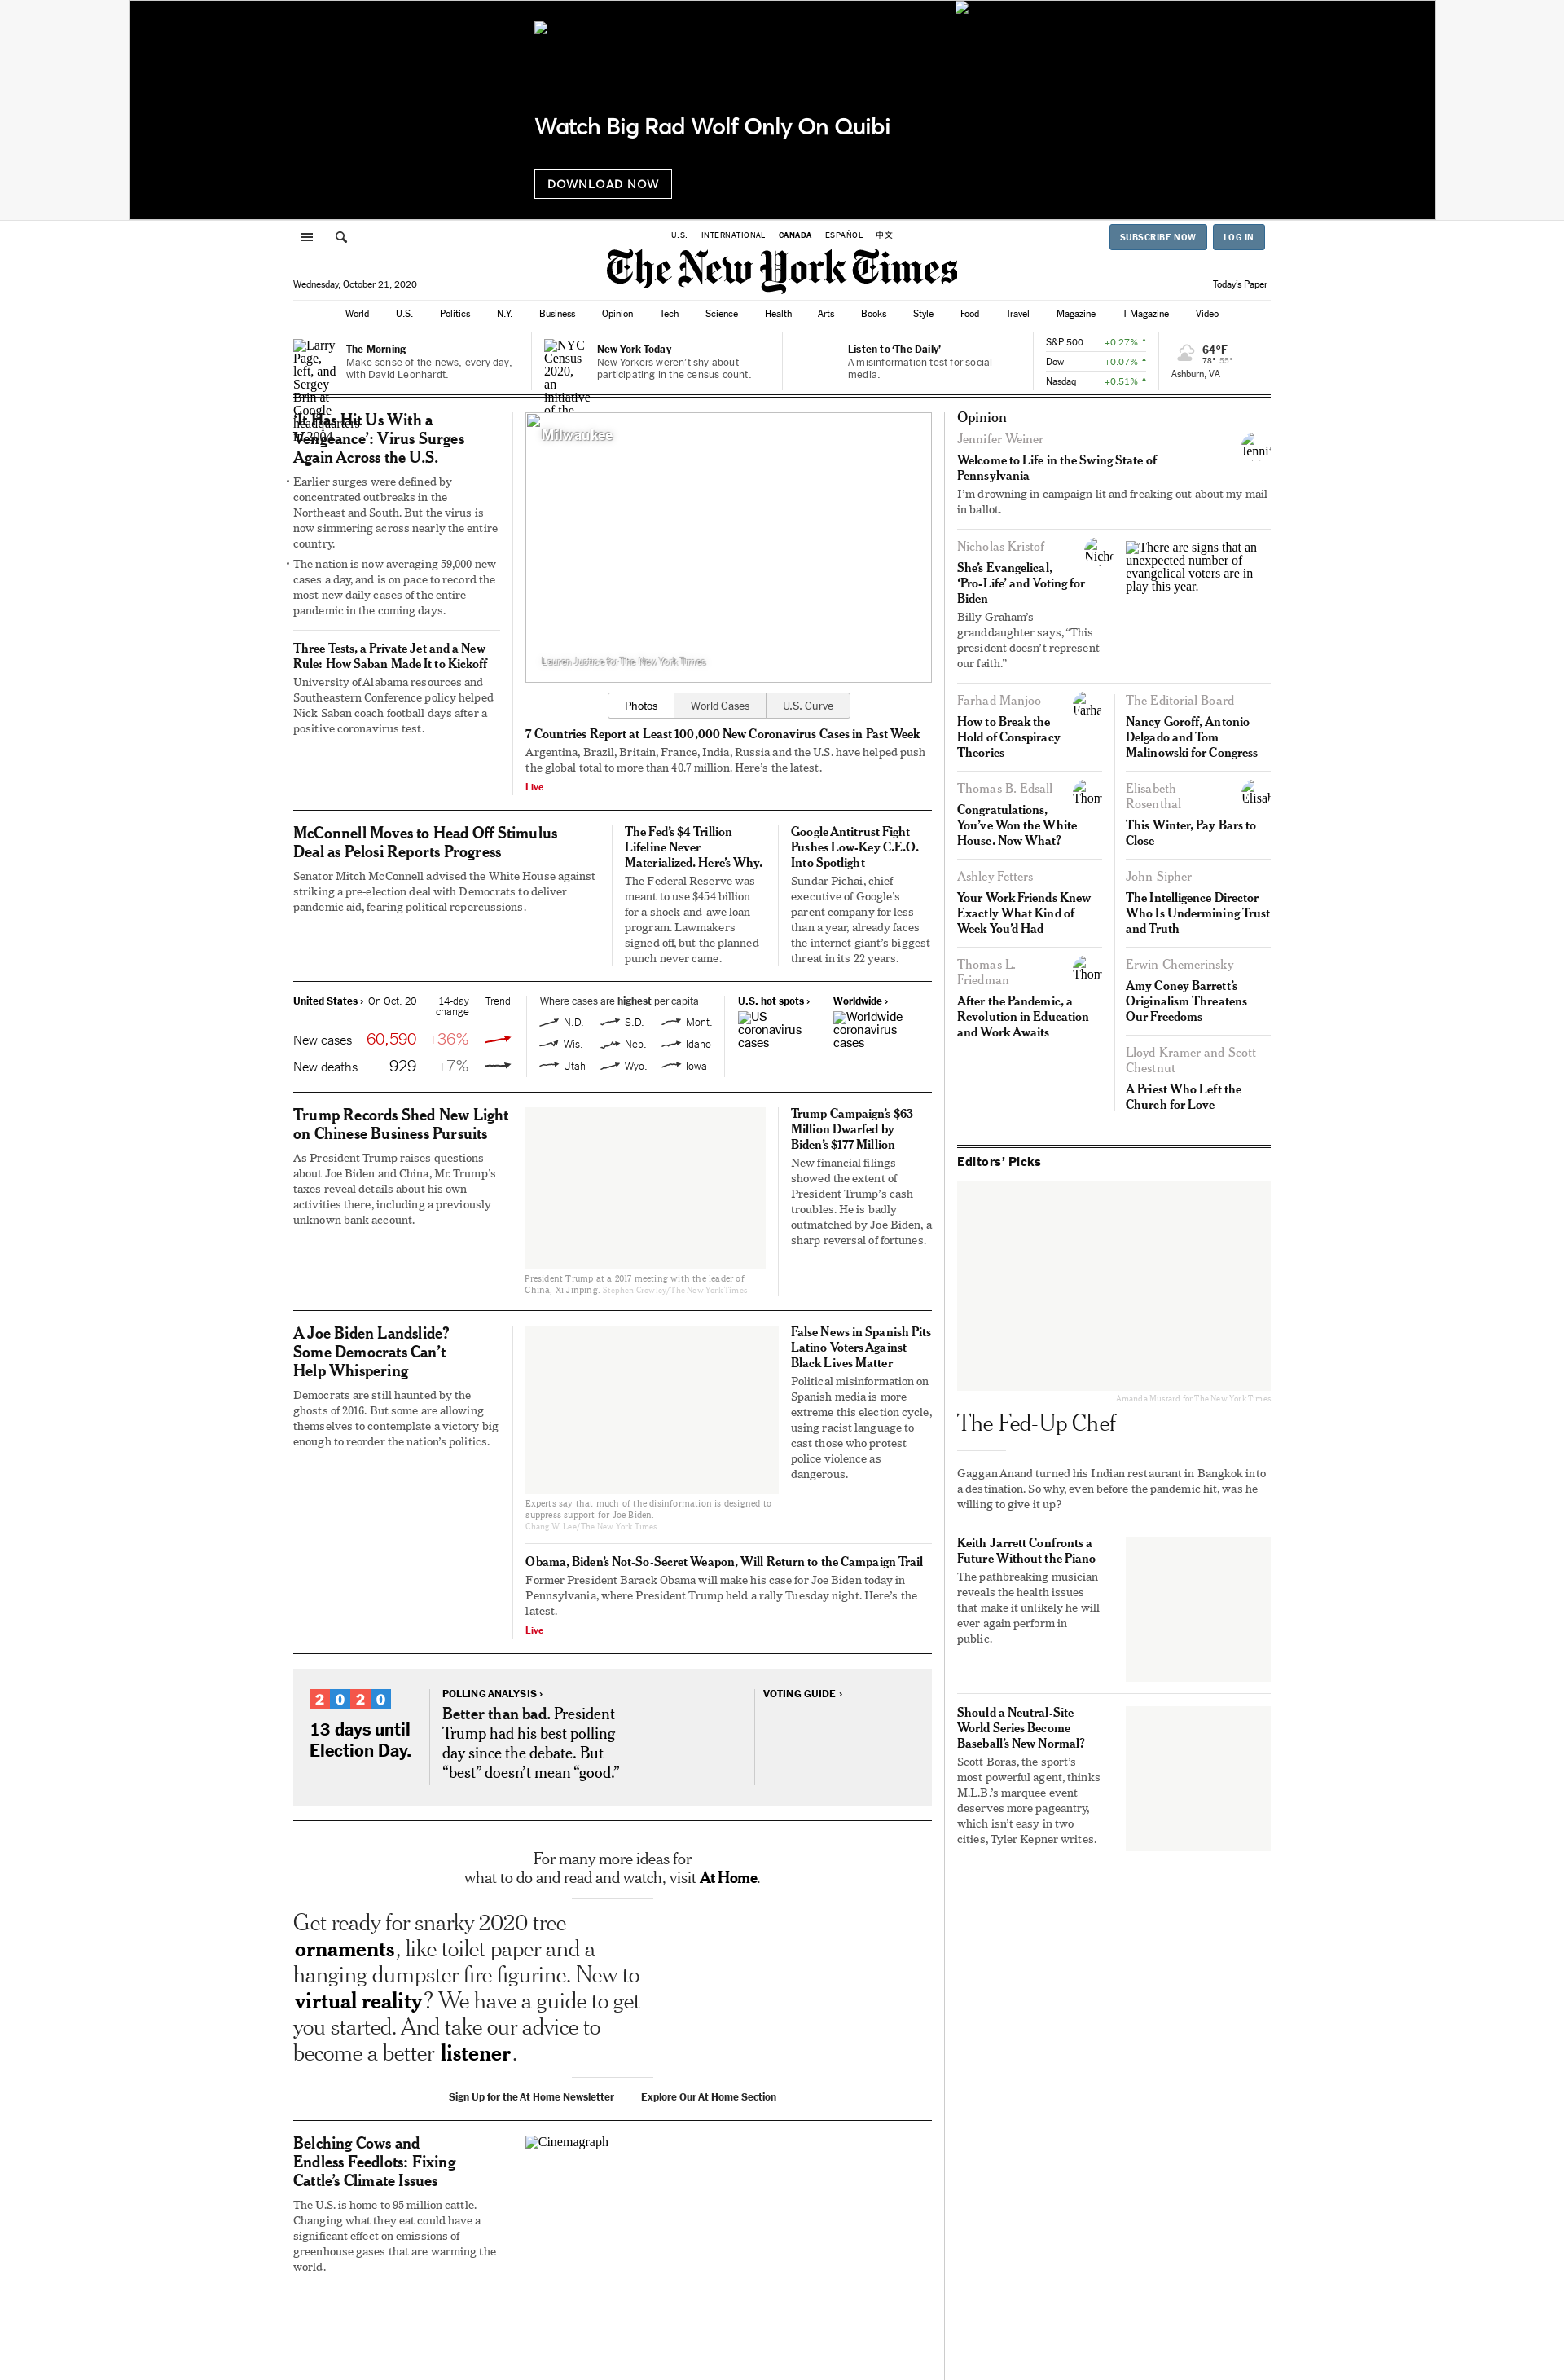 Watch Big Rad Wolf Only On Quibi
DOWNLOAD NOW
U.S. INTERNATIONAL CANADA ESPAÑOL 中文
SUBSCRIBE NOW LOG IN
The New York Times
Wednesday, October 21, 2020
Today's Paper
World U.S. Politics N.Y. Business Opinion Tech Science Health Arts Books Style Food Travel Magazine T Magazine Video
Larry
Page,
left, and
Sergey
Brin at
Google
headquarters
in 2004.
The Morning
Make sense of the news, every day,
with David Leonhardt.
NYC
Census
2020,
an
initiative
of the
New York Today
New Yorkers weren't shy about
participating in the census count.
Listen to 'The Daily'
A misinformation test for social
media.
S&P 500 +0.27% ↑
Dow +0.07% ↑
Nasdaq +0.51% ↑
64°F
78° 55°
Ashburn, VA
‘It Has Hit Us With a
Vengeance’: Virus Surges
Again Across the U.S.
• Earlier surges were defined by
concentrated outbreaks in the
Northeast and South. But the virus is
now simmering across nearly the entire
country.
• The nation is now averaging 59,000 new
cases a day, and is on pace to record the
most new daily cases of the entire
pandemic in the coming days.
Three Tests, a Private Jet and a New
Rule: How Saban Made It to Kickoff
University of Alabama resources and
Southeastern Conference policy helped
Nick Saban coach football days after a
positive coronavirus test.
Milwaukee
Lauren Justice for The New York Times
Photos World Cases U.S. Curve
7 Countries Report at Least 100,000 New Coronavirus Cases in Past Week
Argentina, Brazil, Britain, France, India, Russia and the U.S. have helped push
the global total to more than 40.7 million. Here's the latest.
Live
McConnell Moves to Head Off Stimulus
Deal as Pelosi Reports Progress
Senator Mitch McConnell advised the White House against
striking a pre-election deal with Democrats to deliver
pandemic aid, fearing political repercussions.
The Fed’s $4 Trillion
Lifeline Never
Materialized. Here’s Why.
The Federal Reserve was
meant to use $454 billion
for a shock-and-awe loan
program. Lawmakers
signed off, but the planned
punch never came.
Google Antitrust Fight
Pushes Low-Key C.E.O.
Into Spotlight
Sundar Pichai, chief
executive of Google's
parent company for less
than a year, already faces
the internet giant's biggest
threat in its 22 years.
United States › On Oct. 20 14-day change Trend
New cases 60,590 +36%
New deaths 929 +7%
Where cases are highest per capita
N.D. S.D. Mont.
Wis. Neb. Idaho
Utah Wyo. Iowa
U.S. hot spots ›
US
coronavirus
cases
Worldwide ›
Worldwide
coronavirus
cases
Trump Records Shed New Light
on Chinese Business Pursuits
As President Trump raises questions
about Joe Biden and China, Mr. Trump's
taxes reveal details about his own
activities there, including a previously
unknown bank account.
President Trump at a 2017 meeting with the leader of
China, Xi Jinping. Stephen Crowley/The New York Times
Trump Campaign’s $63
Million Dwarfed by
Biden’s $177 Million
New financial filings
showed the extent of
President Trump's cash
troubles. He is badly
outmatched by Joe Biden, a
sharp reversal of fortunes.
A Joe Biden Landslide?
Some Democrats Can’t
Help Whispering
Democrats are still haunted by the
ghosts of 2016. But some are allowing
themselves to contemplate a victory big
enough to reorder the nation's politics.
Experts say that much of the disinformation is designed to
suppress support for Joe Biden.
Chang W. Lee/The New York Times
False News in Spanish Pits
Latino Voters Against
Black Lives Matter
Political misinformation on
Spanish media is more
extreme this election cycle,
using racist language to
cast those who protest
police violence as
dangerous.
Obama, Biden’s Not-So-Secret Weapon, Will Return to the Campaign Trail
Former President Barack Obama will make his case for Joe Biden today in
Pennsylvania, where President Trump held a rally Tuesday night. Here's the
latest.
Live
2020
13 days until
Election Day.
POLLING ANALYSIS ›
Better than bad. President
Trump had his best polling
day since the debate. But
“best” doesn’t mean “good.”
VOTING GUIDE ›
For many more ideas for
what to do and read and watch, visit At Home.
Get ready for snarky 2020 tree
ornaments, like toilet paper and a
hanging dumpster fire figurine. New to
virtual reality? We have a guide to get
you started. And take our advice to
become a better listener.
Sign Up for the At Home Newsletter Explore Our At Home Section
Belching Cows and
Endless Feedlots: Fixing
Cattle’s Climate Issues
The U.S. is home to 95 million cattle.
Changing what they eat could have a
significant effect on emissions of
greenhouse gases that are warming the
world.
Cinemagraph
Opinion
Jennifer Weiner
Welcome to Life in the Swing State of
Pennsylvania
I'm drowning in campaign lit and freaking out about my mail-
in ballot.
Nicholas Kristof
She’s Evangelical,
‘Pro-Life’ and Voting for
Biden
Billy Graham's
granddaughter says, “This
president doesn't represent
our faith.”
There are signs that an
unexpected number of
evangelical voters are in
play this year.
Farhad Manjoo
How to Break the
Hold of Conspiracy
Theories
Thomas B. Edsall
Congratulations,
You’ve Won the White
House. Now What?
Ashley Fetters
Your Work Friends Knew
Exactly What Kind of
Week You’d Had
Thomas L.
Friedman
After the Pandemic, a
Revolution in Education
and Work Awaits
The Editorial Board
Nancy Goroff, Antonio
Delgado and Tom
Malinowski for Congress
Elisabeth
Rosenthal
This Winter, Pay Bars to
Close
John Sipher
The Intelligence Director
Who Is Undermining Trust
and Truth
Erwin Chemerinsky
Amy Coney Barrett’s
Originalism Threatens
Our Freedoms
Lloyd Kramer and Scott
Chestnut
A Priest Who Left the
Church for Love
Editors’ Picks
Amanda Mustard for The New York Times
The Fed-Up Chef
Gaggan Anand turned his Indian restaurant in Bangkok into
a destination. So why, even before the pandemic hit, was he
willing to give it up?
Keith Jarrett Confronts a
Future Without the Piano
The pathbreaking musician
reveals the health issues
that make it unlikely he will
ever again perform in
public.
Should a Neutral-Site
World Series Become
Baseball’s New Normal?
Scott Boras, the sport's
most powerful agent, thinks
M.L.B.'s marquee event
deserves more pageantry,
which isn't easy in two
cities, Tyler Kepner writes.